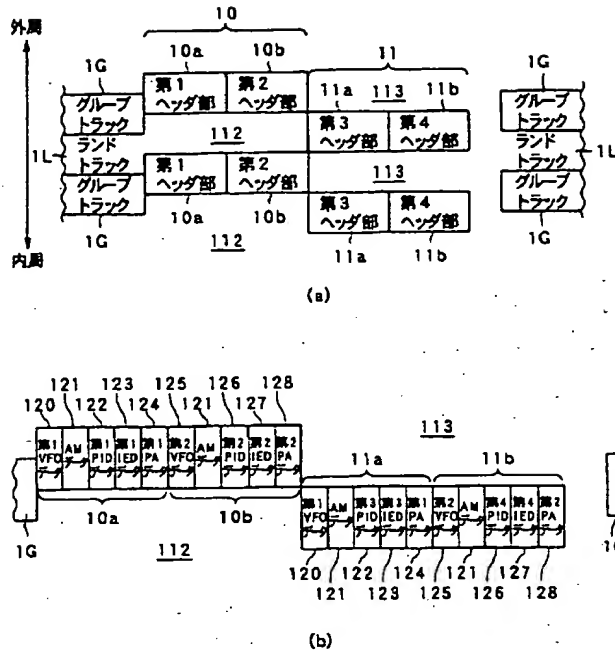 外周
10
11
10a
10b
1G
第1
ヘッダ部
第2
ヘッダ部
11a
113
11b
1G
グループ
トラック
グループ
トラック
1L
ランド
トラック
112
第3
ヘッダ部
第4
ヘッダ部
ランド
トラック
1L
グループ
トラック
第1
ヘッダ部
第2
ヘッダ部
113
グループ
トラック
10a
10b
第3
ヘッダ部
第4
ヘッダ部
1G
1G
内周
112
11a
11b
(a)
121 123 125 126 128
120 122 124 121 127
第1 VFO データ
AM データ
第1 PID データ
第1 IED データ
第1 PA データ
第2 VFO データ
AM データ
第2 PID データ
第2 IED データ
第2 PA データ
113
11a
11b
10a
10b
第1 VFO データ
AM データ
第3 PID データ
第3 IED データ
第1 PA データ
第2 VFO データ
AM データ
第4 PID データ
第4 IED データ
第2 PA データ
1G
112
120 122 124 121 127
121 123 125 126 128
(b)